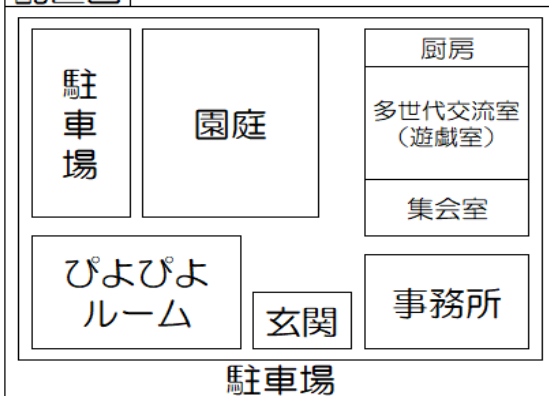 駐車場
園庭
厨房
多世代交流室
（遊戯室）
集会室
ぴよぴよ
ルーム
玄関
事務所
駐車場